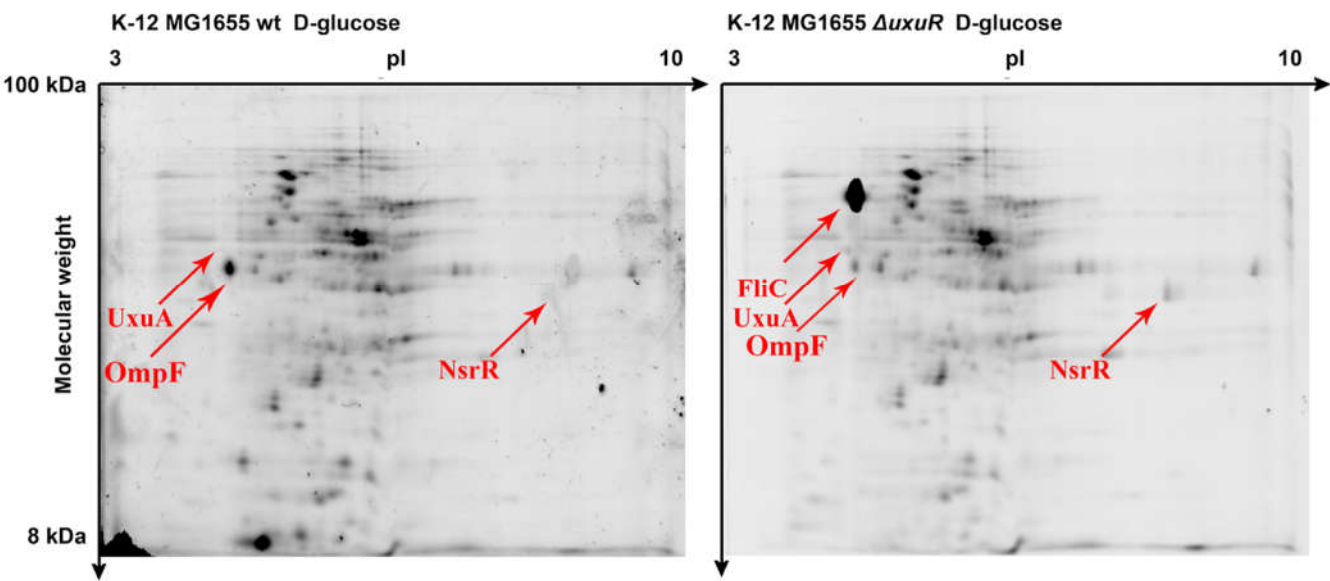 K-12 MG1655 wt D-glucose
3 pI 10
100 kDa
Molecular weight
8 kDa
UxuA
OmpF
NsrR
K-12 MG1655 ΔuxuR D-glucose
3 pI 10
FliC
UxuA
OmpF
NsrR